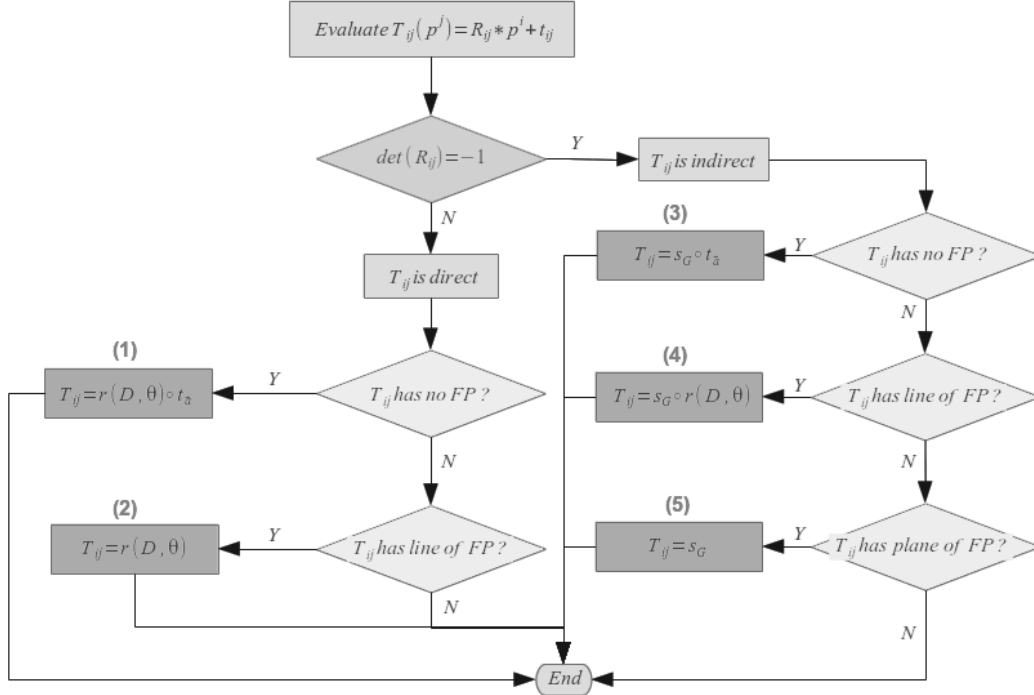 Evaluate T_ij(p^j)=R_ij*p^i+t_ij
det(R_ij)=-1
Y
T_ij is indirect
N
(3)
T_ij=s_G∘t_ā
Y
T_ij has no FP?
T_ij is direct
N
(1)
(4)
T_ij=r(D,θ)∘t_ā
Y
T_ij has no FP?
T_ij=s_G∘r(D,θ)
Y
T_ij has line of FP?
N
N
(2)
(5)
T_ij=r(D,θ)
Y
T_ij has line of FP?
T_ij=s_G
Y
T_ij has plane of FP?
N
N
End